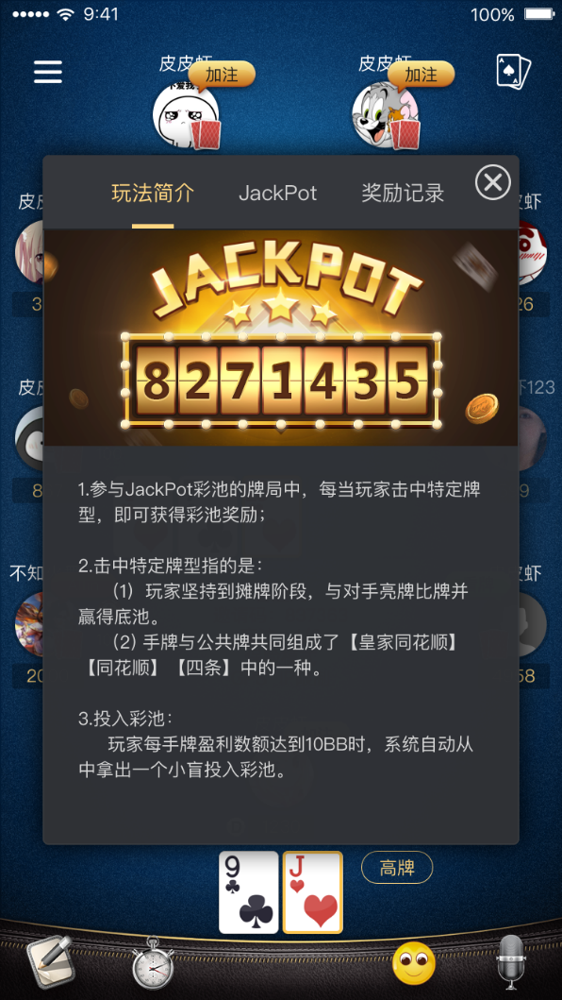 9:41
100%
皮皮虾
皮皮虾
加注
加注
不爱我
A
玩法简介
JackPot
奖励记录
皮皮
虾
3
26
JACKPOT
8271435
皮皮
123
8
9
不知
虾
20
58
1.参与JackPot彩池的牌局中，每当玩家击中特定牌
型，即可获得彩池奖励；
2.击中特定牌型指的是：
（1）玩家坚持到摊牌阶段，与对手亮牌比牌并
赢得底池。
（2）手牌与公共牌共同组成了【皇家同花顺】
【同花顺】【四条】中的一种。
3.投入彩池：
玩家每手牌盈利数额达到10BB时，系统自动从
中拿出一个小盲投入彩池。
9
J
高牌